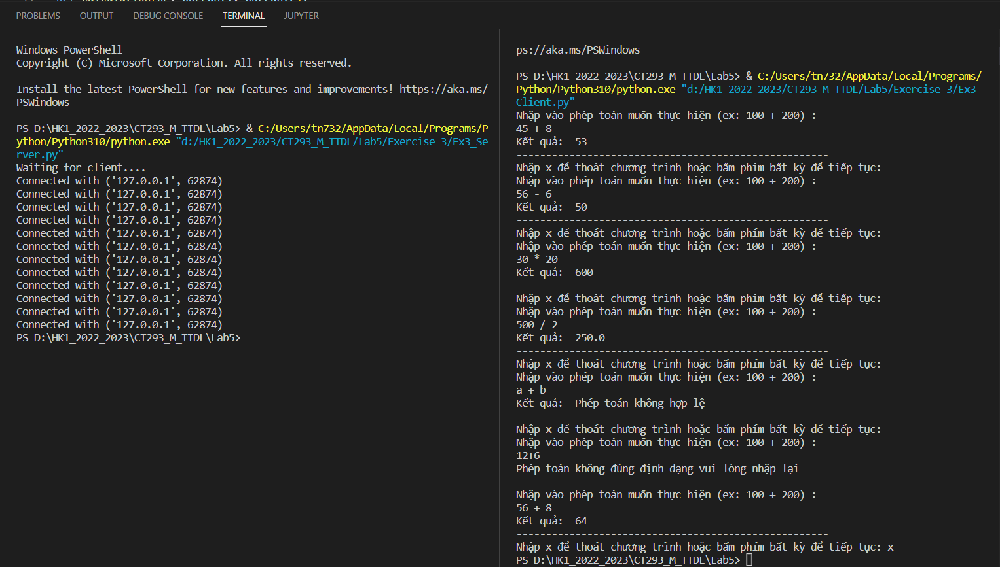 PROBLEMS OUTPUT DEBUG CONSOLE TERMINAL JUPYTER
Windows PowerShell
Copyright (C) Microsoft Corporation. All rights reserved.
Install the latest PowerShell for new features and improvements! https://aka.ms/
PSWindows
PS D:\HK1_2022_2023\CT293_M_TTDL\Lab5> & C:/Users/tn732/AppData/Local/Programs/P
ython/Python310/python.exe "d:/HK1_2022_2023/CT293_M_TTDL/Lab5/Exercise 3/Ex3_Se
rver.py"
Waiting for client....
Connected with ('127.0.0.1', 62874)
Connected with ('127.0.0.1', 62874)
Connected with ('127.0.0.1', 62874)
Connected with ('127.0.0.1', 62874)
Connected with ('127.0.0.1', 62874)
Connected with ('127.0.0.1', 62874)
Connected with ('127.0.0.1', 62874)
Connected with ('127.0.0.1', 62874)
Connected with ('127.0.0.1', 62874)
Connected with ('127.0.0.1', 62874)
Connected with ('127.0.0.1', 62874)
Connected with ('127.0.0.1', 62874)
PS D:\HK1_2022_2023\CT293_M_TTDL\Lab5>
ps://aka.ms/PSWindows
PS D:\HK1_2022_2023\CT293_M_TTDL\Lab5> & C:/Users/tn732/AppData/Local/Programs/
Python/Python310/python.exe "d:/HK1_2022_2023/CT293_M_TTDL/Lab5/Exercise 3/Ex3_
Client.py"
Nhập vào phép toán muốn thực hiện (ex: 100 + 200) :
45 + 8
Kết quả:  53
-----------------------------------------------------
Nhập x để thoát chương trình hoặc bấm phím bất kỳ để tiếp tục:
Nhập vào phép toán muốn thực hiện (ex: 100 + 200) :
56 - 6
Kết quả:  50
-----------------------------------------------------
Nhập x để thoát chương trình hoặc bấm phím bất kỳ để tiếp tục:
Nhập vào phép toán muốn thực hiện (ex: 100 + 200) :
30 * 20
Kết quả:  600
-----------------------------------------------------
Nhập x để thoát chương trình hoặc bấm phím bất kỳ để tiếp tục:
Nhập vào phép toán muốn thực hiện (ex: 100 + 200) :
500 / 2
Kết quả:  250.0
-----------------------------------------------------
Nhập x để thoát chương trình hoặc bấm phím bất kỳ để tiếp tục:
Nhập vào phép toán muốn thực hiện (ex: 100 + 200) :
a + b
Kết quả:  Phép toán không hợp lệ
-----------------------------------------------------
Nhập x để thoát chương trình hoặc bấm phím bất kỳ để tiếp tục:
Nhập vào phép toán muốn thực hiện (ex: 100 + 200) :
12+6
Phép toán không đúng định dạng vui lòng nhập lại
Nhập vào phép toán muốn thực hiện (ex: 100 + 200) :
56 + 8
Kết quả:  64
-----------------------------------------------------
Nhập x để thoát chương trình hoặc bấm phím bất kỳ để tiếp tục: x
PS D:\HK1_2022_2023\CT293_M_TTDL\Lab5>